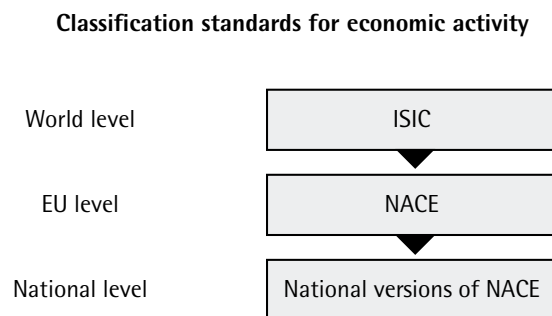 Classification standards for economic activity
World level
ISIC
EU level
NACE
National level
National versions of NACE